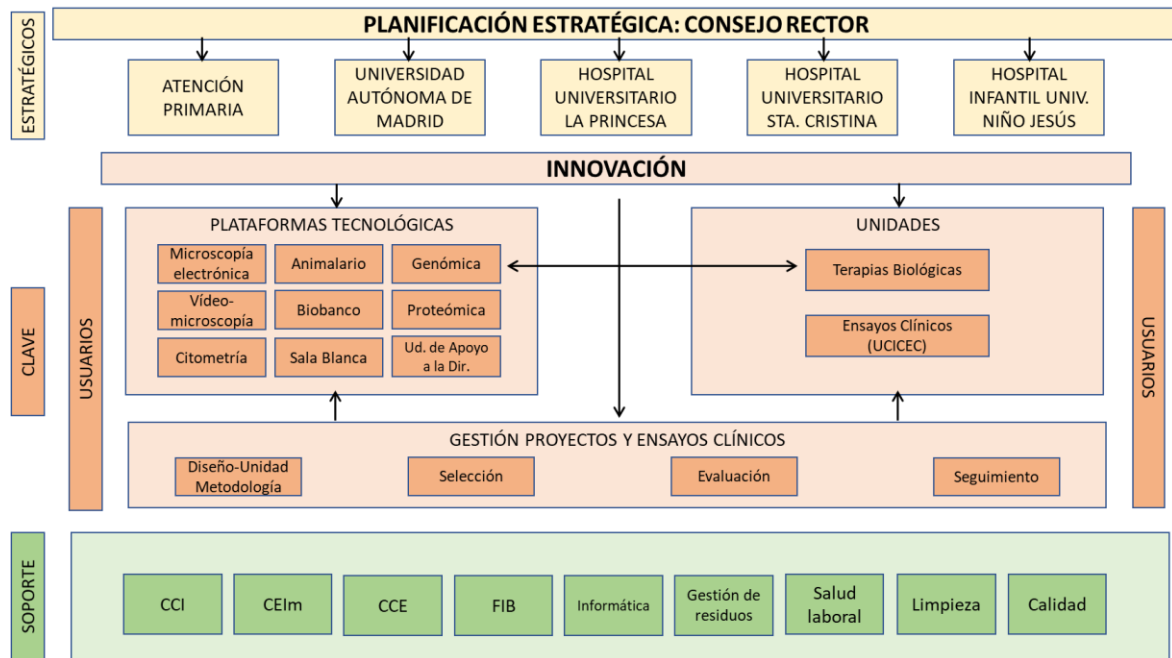 PLANIFICACIÓN ESTRATÉGICA: CONSEJO RECTOR
ESTRATÉGICOS
ATENCIÓN
PRIMARIA
UNIVERSIDAD
AUTÓNOMA DE
MADRID
HOSPITAL
UNIVERSITARIO
LA PRINCESA
HOSPITAL
UNIVERSITARIO
STA. CRISTINA
HOSPITAL
INFANTIL UNIV.
NIÑO JESÚS
INNOVACIÓN
CLAVE
USUARIOS
PLATAFORMAS TECNOLÓGICAS
Microscopía
electrónica
Animalario
Genómica
Vídeo-
microscopía
Biobanco
Proteómica
Citometría
Sala Blanca
Ud. de Apoyo
a la Dir.
UNIDADES
Terapias Biológicas
Ensayos Clínicos
(UCICEC)
USUARIOS
GESTIÓN PROYECTOS Y ENSAYOS CLÍNICOS
Diseño-Unidad
Metodología
Selección
Evaluación
Seguimiento
SOPORTE
CCI
CEIm
CCE
FIB
Informática
Gestión de
residuos
Salud
laboral
Limpieza
Calidad